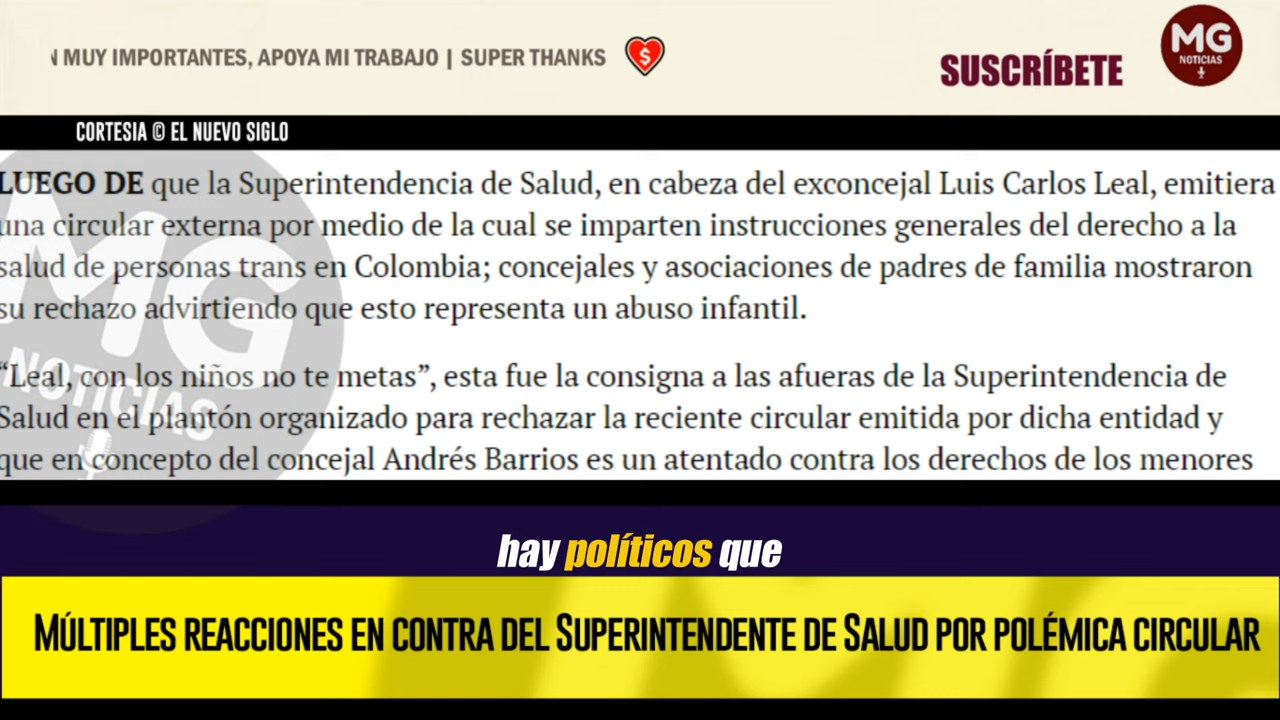 MUY IMPORTANTES, APOYA MI TRABAJO | SUPER THANKS
$
SUSCRÍBETE
MG
NOTICIAS
CORTESIA © EL NUEVO SIGLO
LUEGO DE que la Superintendencia de Salud, en cabeza del exconcejal Luis Carlos Leal, emitiera
una circular externa por medio de la cual se imparten instrucciones generales del derecho a la
salud de personas trans en Colombia; concejales y asociaciones de padres de familia mostraron
su rechazo advirtiendo que esto representa un abuso infantil.
“Leal, con los niños no te metas”, esta fue la consigna a las afueras de la Superintendencia de
Salud en el plantón organizado para rechazar la reciente circular emitida por dicha entidad y
que en concepto del concejal Andrés Barrios es un atentado contra los derechos de los menores
MG
NOTICIAS
hay políticos que
MÚLTIPLES REACCIONES EN CONTRA DEL SUPERINTENDENTE DE SALUD POR POLÉMICA CIRCULAR